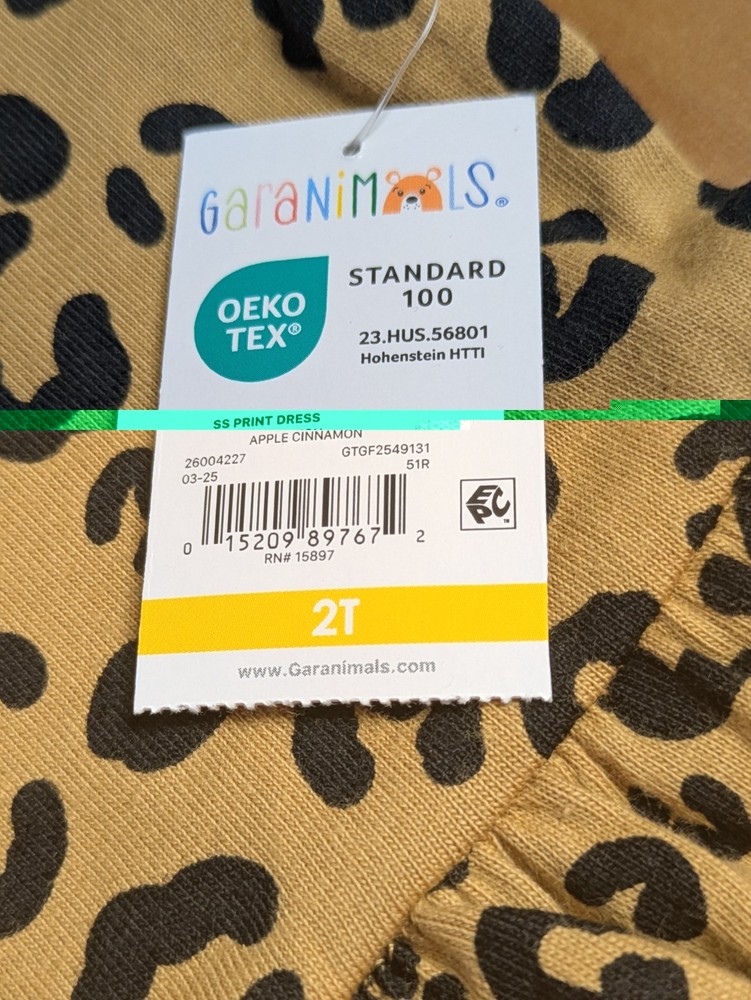 GARANIMALS®
OEKO
TEX®
STANDARD
100
23.HUS.56801
Hohenstein HTTI
SS PRINT DRESS
APPLE CINNAMON
26004227
GTGF2549131
03-25
51R
EPC™
0 15209 89767 2
RN# 15897
2T
www.Garanimals.com